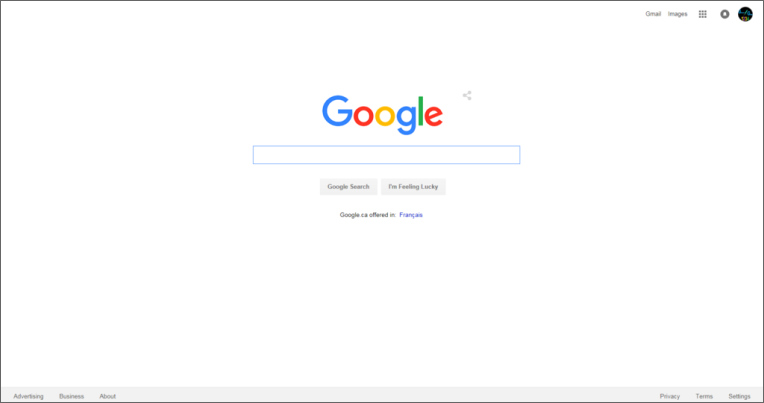 Gmail Images
Google
Google Search I'm Feeling Lucky
Google.ca offered in: Français
Advertising Business About Privacy Terms Settings